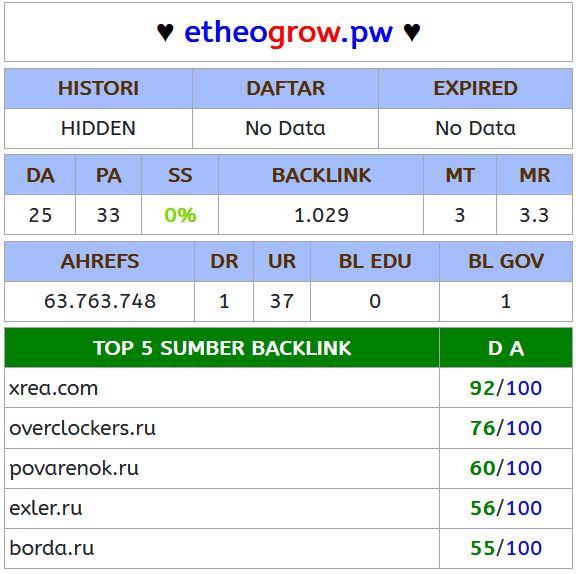 ♥ etheogrow.pw ♥
HISTORI DAFTAR EXPIRED
HIDDEN No Data No Data
DA PA SS BACKLINK MT MR
25 33 0% 1.029 3 3.3
AHREFS DR UR BL EDU BL GOV
63.763.748 1 37 0 1
TOP 5 SUMBER BACKLINK D A
xrea.com 92/100
overclockers.ru 76/100
povarenok.ru 60/100
exler.ru 56/100
borda.ru 55/100